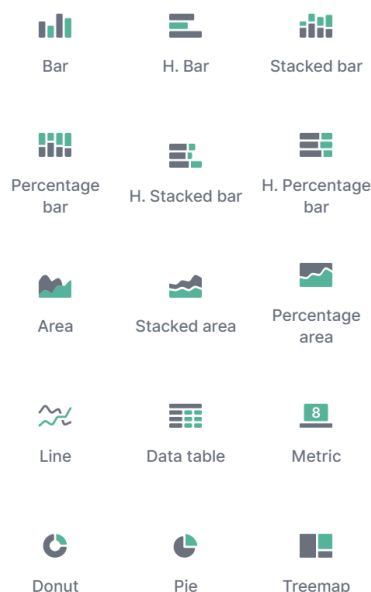 Bar
H. Bar
Stacked bar
Percentage
bar
H. Stacked bar
H. Percentage
bar
Area
Stacked area
Percentage
area
Line
Data table
8
Metric
Donut
Pie
Treemap